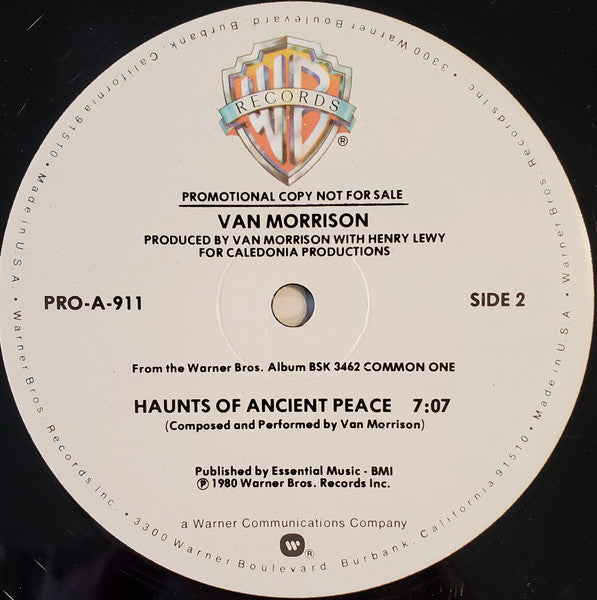 WB
RECORDS
®
PROMOTIONAL COPY NOT FOR SALE
VAN MORRISON
PRODUCED BY VAN MORRISON WITH HENRY LEWY
FOR CALEDONIA PRODUCTIONS
PRO-A-911
SIDE 2
From the Warner Bros. Album BSK 3462 COMMON ONE
HAUNTS OF ANCIENT PEACE 7:07
(Composed and Performed by Van Morrison)
Published by Essential Music - BMI
℗ 1980 Warner Bros. Records Inc.
a Warner Communications Company
®
Warner Bros. Records Inc. • 3300 Warner Boulevard, Burbank, California 91510 • Made in U.S.A. •
Warner Bros. Records Inc. • 3300 Warner Boulevard, Burbank, California 91510 • Made in U.S.A. •